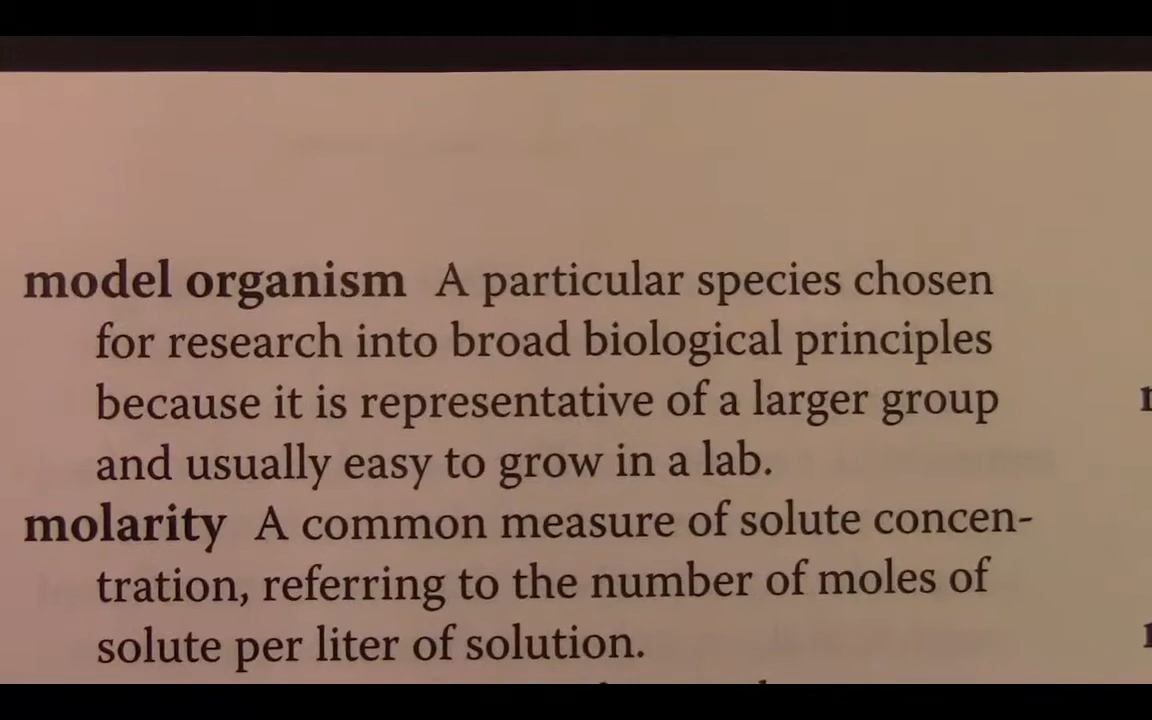 model organism A particular species chosen
for research into broad biological principles
because it is representative of a larger group
and usually easy to grow in a lab.
molarity A common measure of solute concen-
tration, referring to the number of moles of
solute per liter of solution.